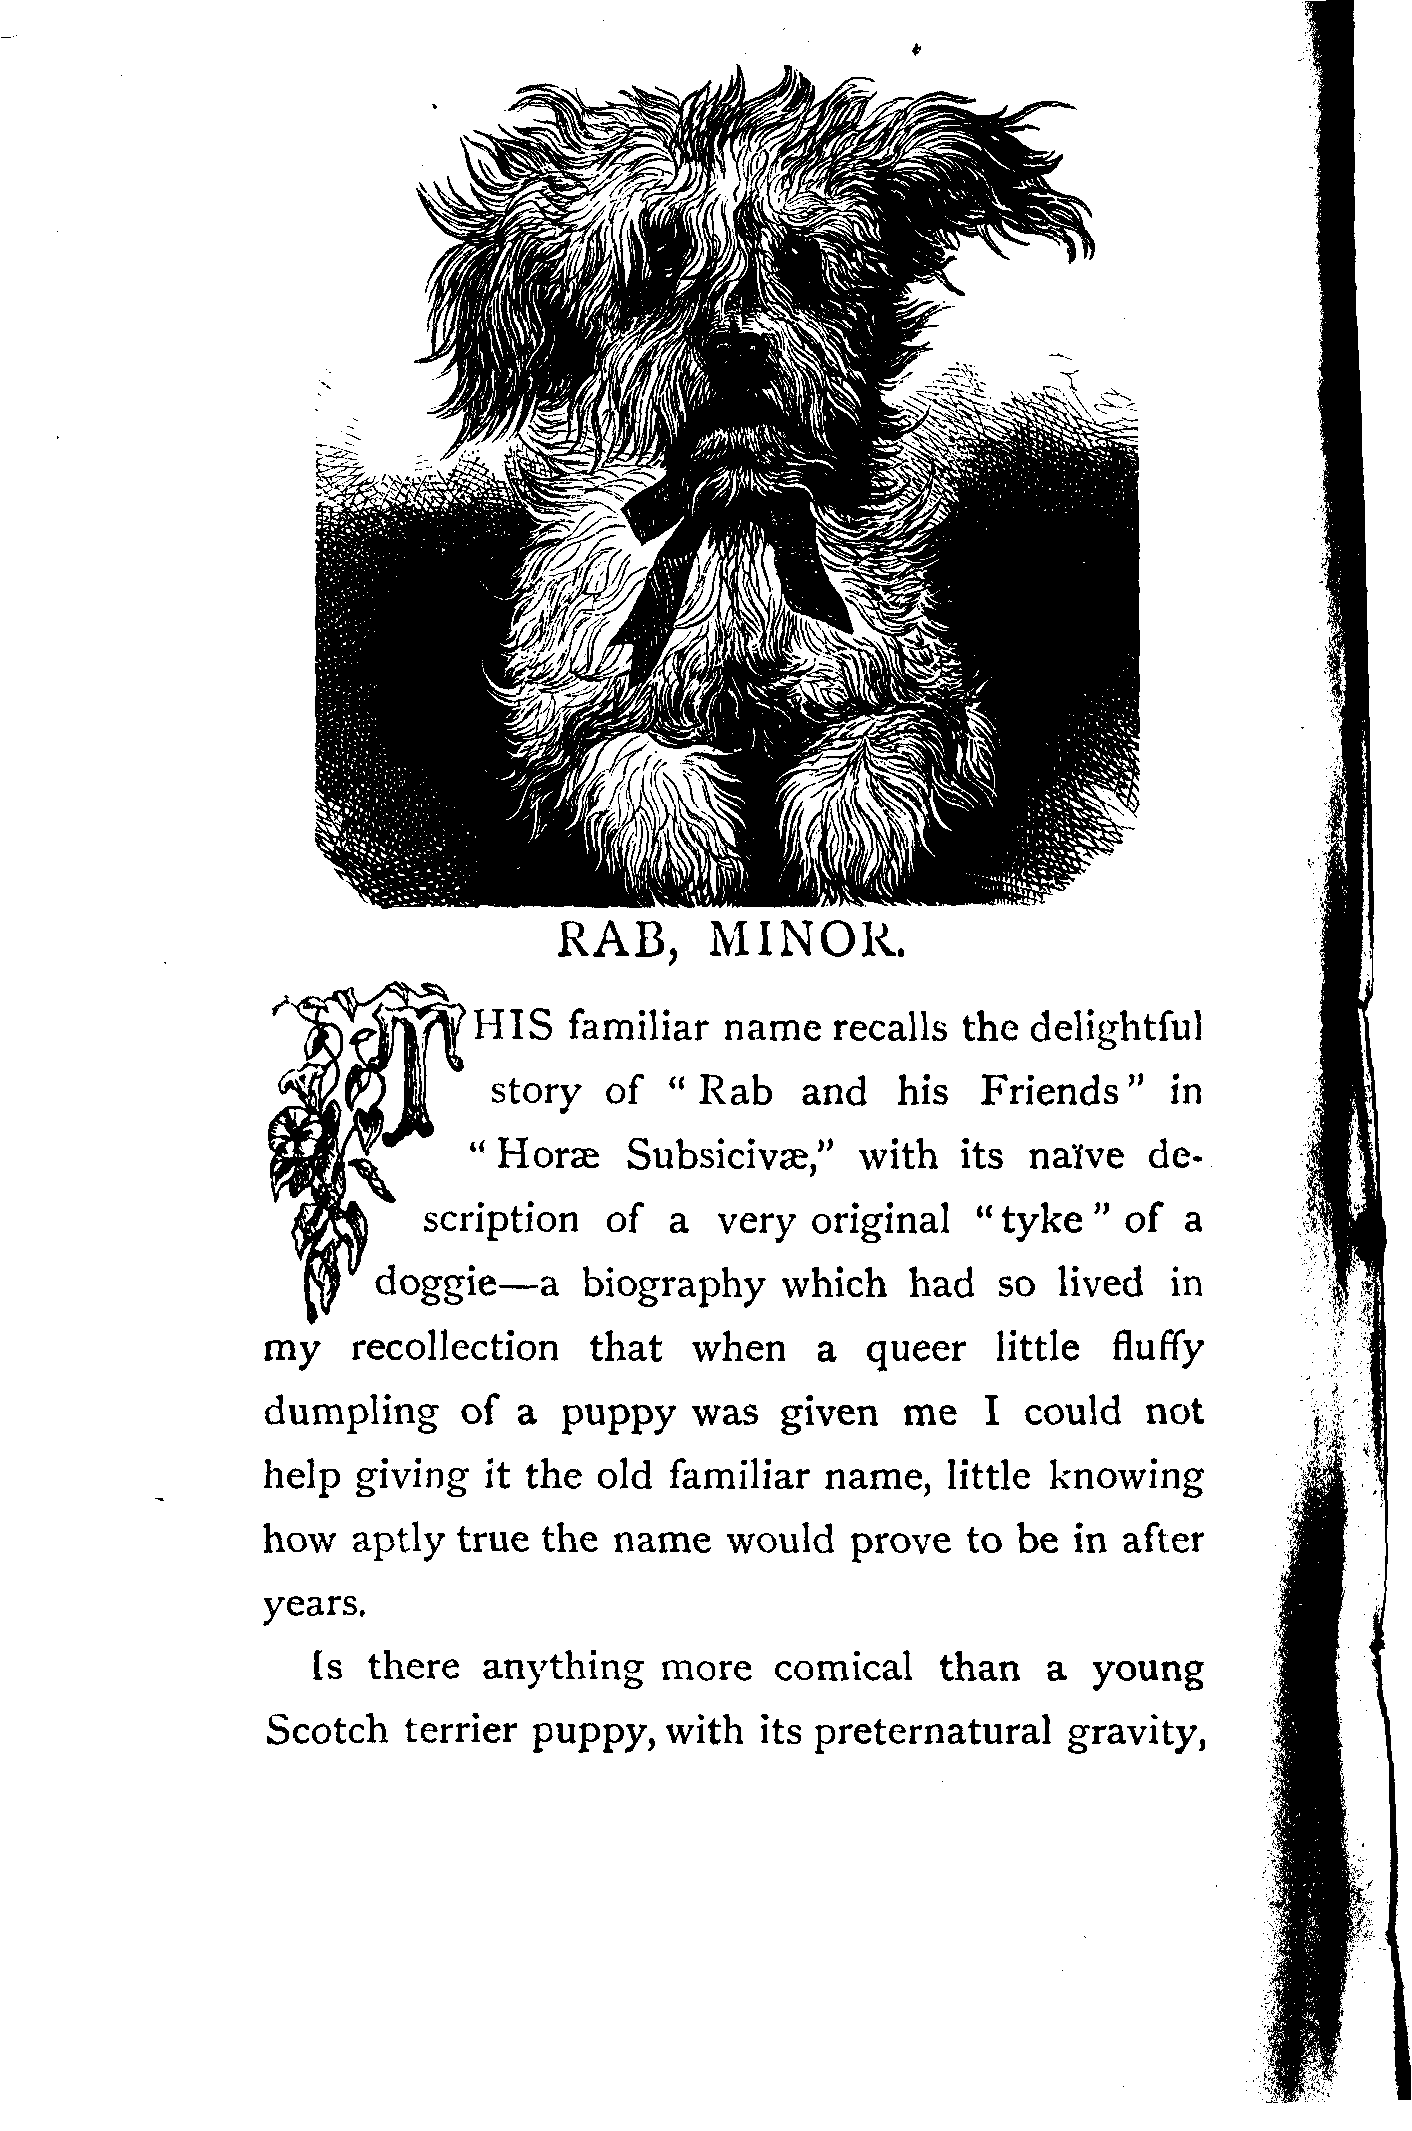 RAB, MINOR.
THIS familiar name recalls the delightful
story of “ Rab and his Friends ” in
“ Horæ Subsicivæ,” with its naïve de-
scription of a very original “ tyke ” of a
doggie—a biography which had so lived in
my recollection that when a queer little fluffy
dumpling of a puppy was given me I could not
help giving it the old familiar name, little knowing
how aptly true the name would prove to be in after
years.
Is there anything more comical than a young
Scotch terrier puppy, with its preternatural gravity,